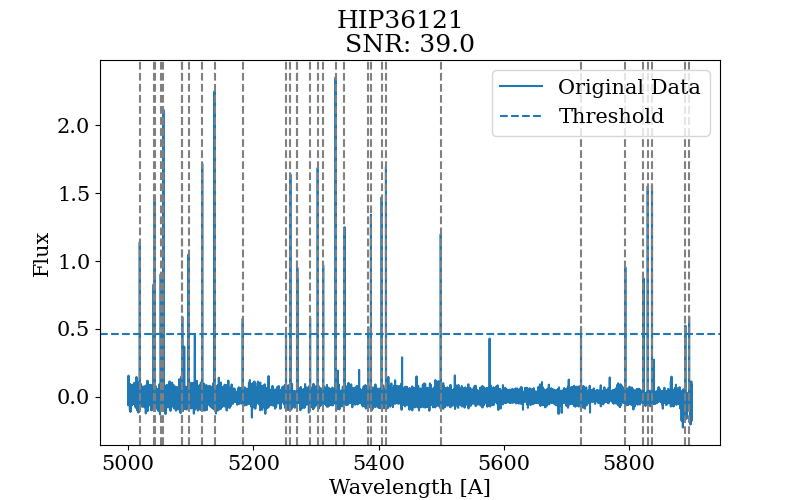 HIP36121
SNR: 39.0
Original Data
Threshold
Flux
2.0
1.5
1.0
0.5
0.0
5000 5200 5400 5600 5800
Wavelength [A]